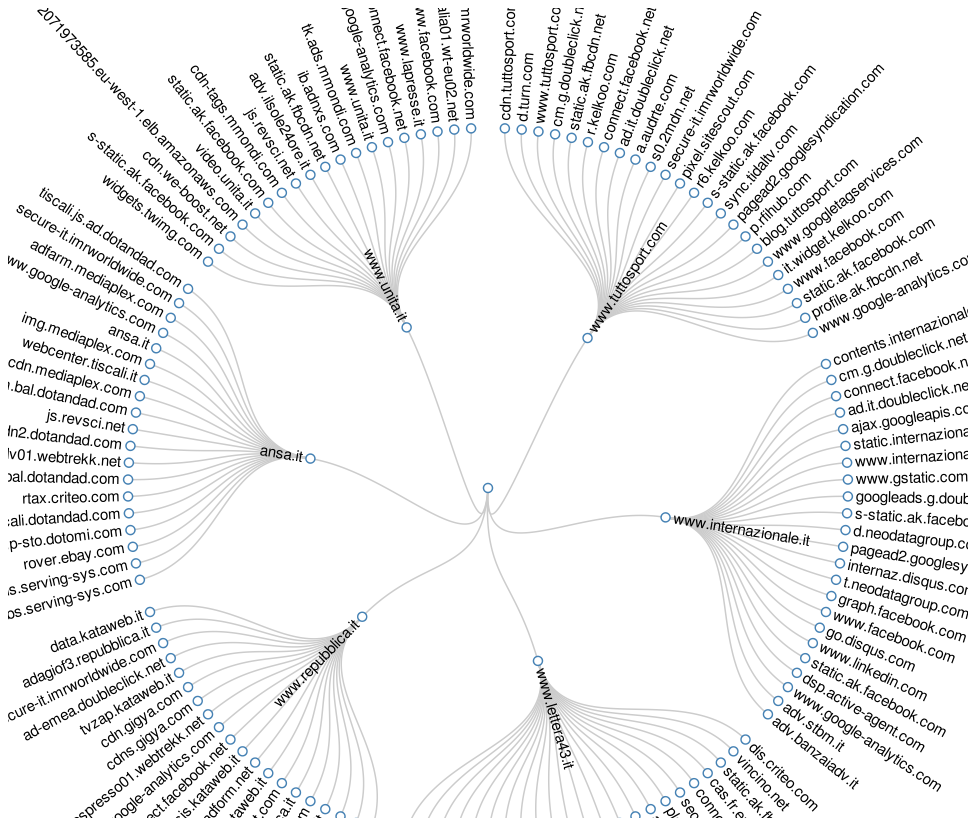 www.tuttosport.com
cdn.tuttosport.com
d.turn.com
www.tuttosport.co
cm.g.doubleclick.n
static.ak.fbcdn.net
r.kelkoo.com
connect.facebook.net
ad.it.doubleclick.net
a.audrte.com
s0.2mdn.net
secure-it.imrworldwide.com
pixel.sitescout.com
r6.kelkoo.com
s-static.ak.facebook.com
sync.tidaltv.com
pagead2.googlesyndication.com
p.rfihub.com
blog.tuttosport.com
www.googletagservices.com
it.widget.kelkoo.com
www.facebook.com
static.ak.facebook.com
profile.ak.fbcdn.net
www.google-analytics.co
www.internazionale.it
contents.internazional
cm.g.doubleclick.net
connect.facebook.n
ad.it.doubleclick.ne
ajax.googleapis.co
static.internaziona
www.internaziona
www.gstatic.com
googleads.g.doub
s-static.ak.facebo
d.neodatagroup.co
pagead2.googlesy
internaz.disqus.com
t.neodatagroup.com
graph.facebook.com
www.facebook.com
go.disqus.com
www.linkedin.com
static.ak.facebook.com
dsp.active-agent.com
www.google-analytics.com
adv.stbm.it
adv.banzaiadv.it
www.lettera43.it
dis.criteo.com
vincino.net
static.ak.f
cas.fr.e
conn
sec
pl
www.repubblica.it
data.kataweb.it
adagiof3.repubblica.it
cure-it.imrworldwide.com
ad-emea.doubleclick.net
tvzap.kataweb.it
cdn.gigya.com
cdns.gigya.com
spresso01.webtrekk.net
oogle-analytics.com
ect.facebook.net
is.kataweb.it
adform.net
taweb.it
.com
a.it
ansa.it
tiscali.js.ad.dotandad.com
secure-it.imrworldwide.com
adfarm.mediaplex.com
ww.google-analytics.com
ansa.it
img.mediaplex.com
webcenter.tiscali.it
cdn.mediaplex.com
.bal.dotandad.com
js.revsci.net
dn2.dotandad.com
lv01.webtrekk.net
bal.dotandad.com
rtax.criteo.com
cali.dotandad.com
p-sto.dotomi.com
rover.ebay.com
s.serving-sys.com
os.serving-sys.com
www.unita.it
mrworldwide.com
alia01.wt-eu02.net
ww.facebook.com
www.lapresse.it
nnect.facebook.net
oogle-analytics.com
www.unita.it
tk.ads.mmondi.com
ib.adnxs.com
static.ak.fbcdn.net
adv.ilsole24ore.it
js.revsci.net
cdn-tags.mmondi.com
static.ak.facebook.com
video.unita.it
2071973585.eu-west-1.elb.amazonaws.com
cdn.we-boost.net
s-static.ak.facebook.com
widgets.twimg.com